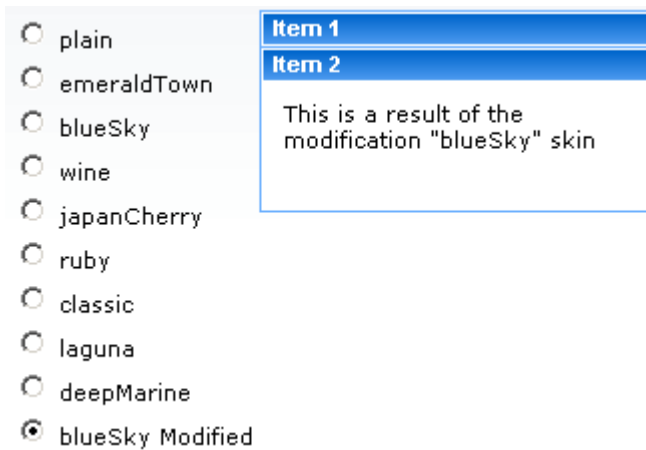 plain
emeraldTown
blueSky
wine
japanCherry
ruby
classic
laguna
deepMarine
blueSky Modified
Item 1
Item 2
This is a result of the
modification "blueSky" skin